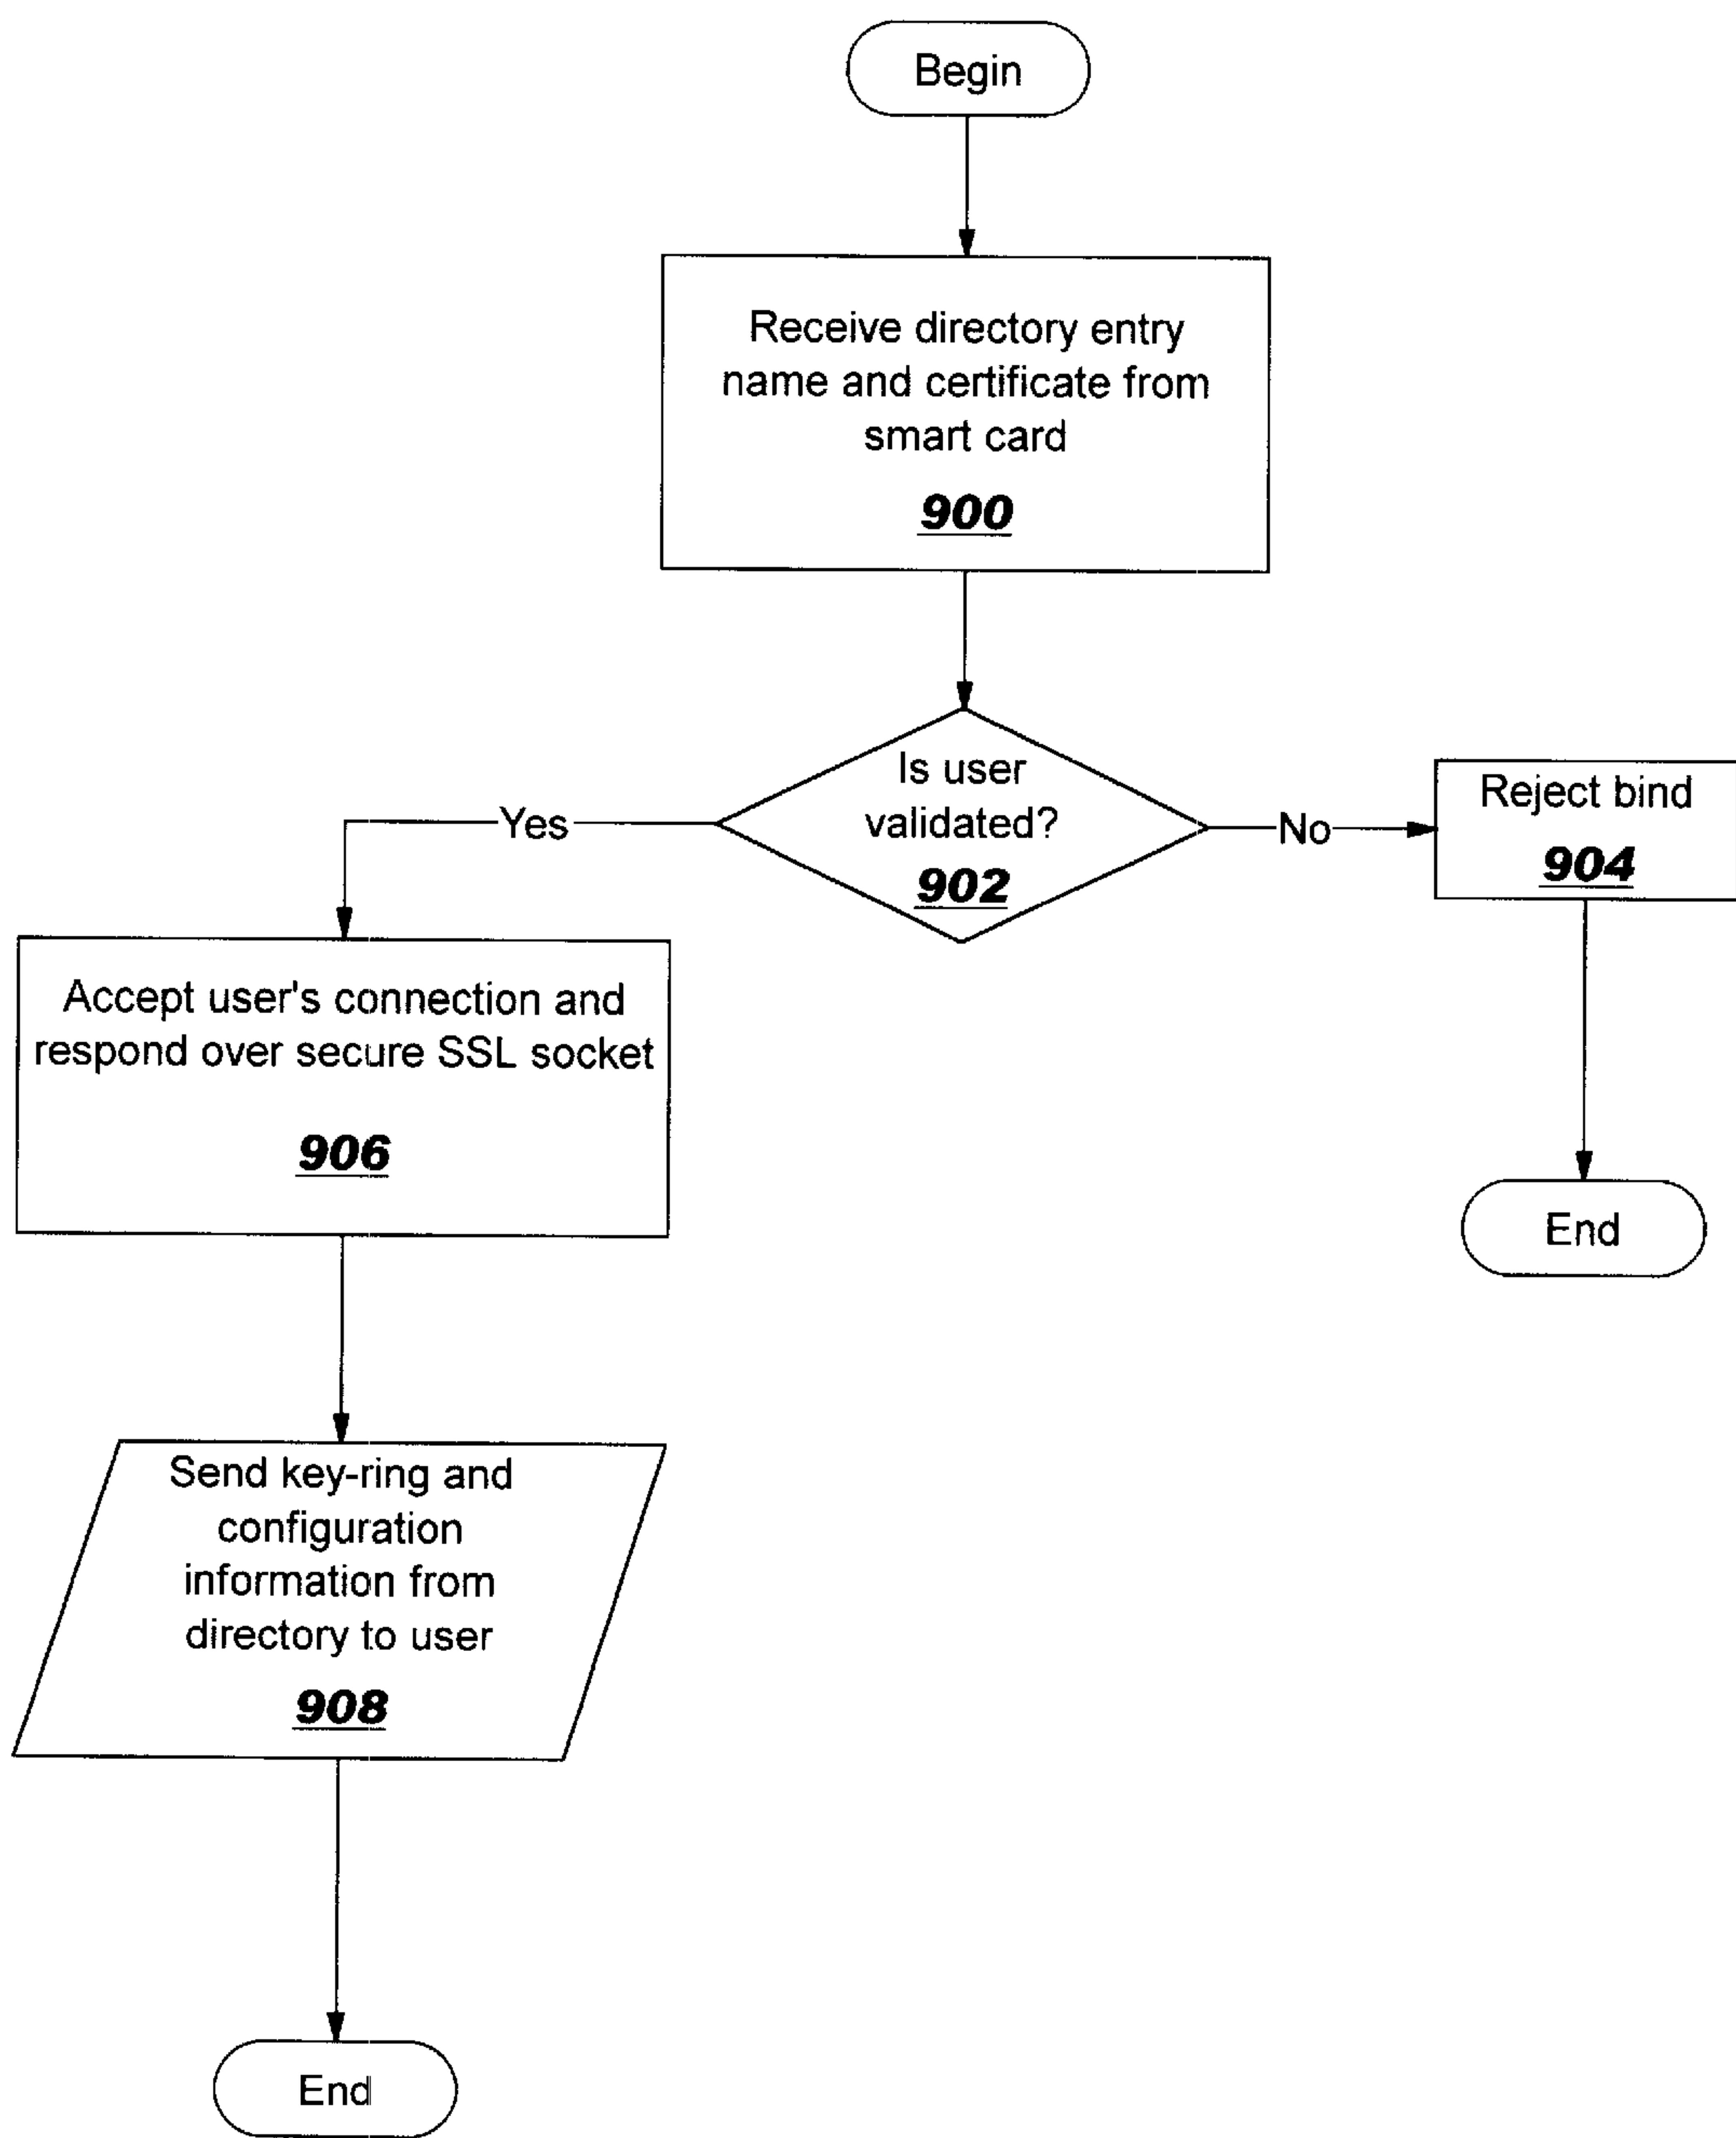 Begin
Receive directory entry
name and certificate from
smart card
900
Is user
validated?
902
Yes
No
Reject bind
904
End
Accept user's connection and
respond over secure SSL socket
906
Send key-ring and
configuration
information from
directory to user
908
End